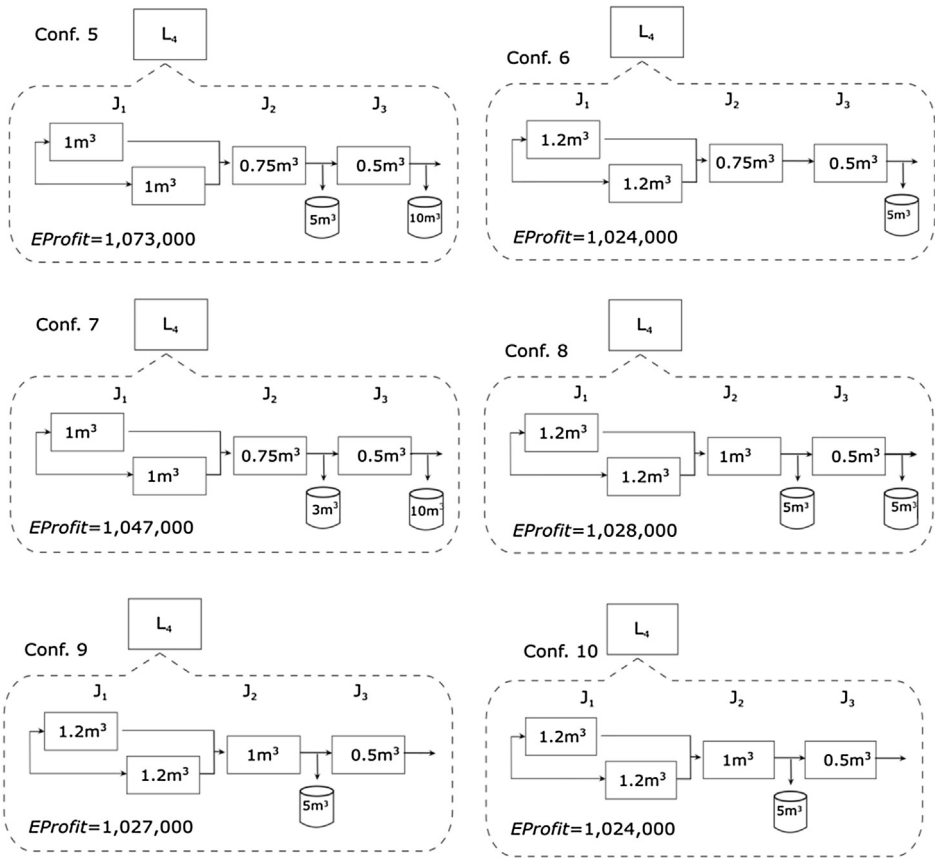 Conf. 5
L₄
J₁ J₂ J₃
1m³
1m³
0.75m³
0.5m³
5m³
10m³
EProfit=1,073,000
Conf. 6
L₄
J₁ J₂ J₃
1.2m³
1.2m³
0.75m³
0.5m³
5m³
EProfit=1,024,000
Conf. 7
L₄
J₁ J₂ J₃
1m³
1m³
0.75m³
0.5m³
3m³
10m³
EProfit=1,047,000
Conf. 8
L₄
J₁ J₂ J₃
1.2m³
1.2m³
1m³
0.5m³
5m³
5m³
EProfit=1,028,000
Conf. 9
L₄
J₁ J₂ J₃
1.2m³
1.2m³
1m³
0.5m³
5m³
EProfit=1,027,000
Conf. 10
L₄
J₁ J₂ J₃
1.2m³
1.2m³
1m³
0.5m³
5m³
EProfit=1,024,000